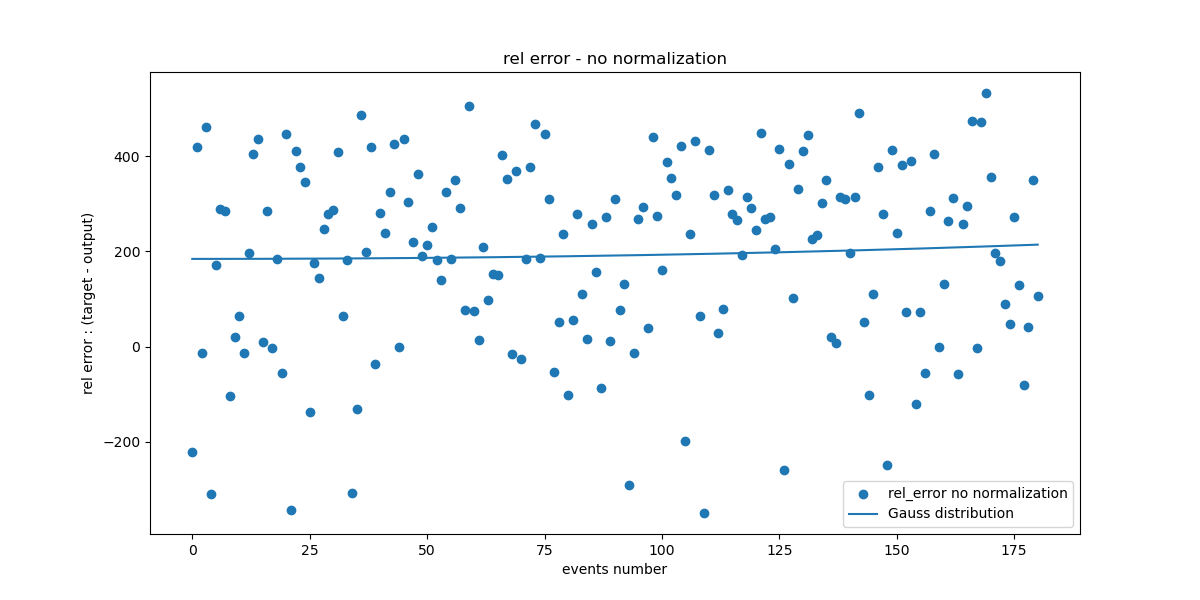 rel error - no normalization
rel error : (target - output)
400
200
0
−200
0
25
50
75
100
125
150
175
events number
rel_error no normalization
Gauss distribution